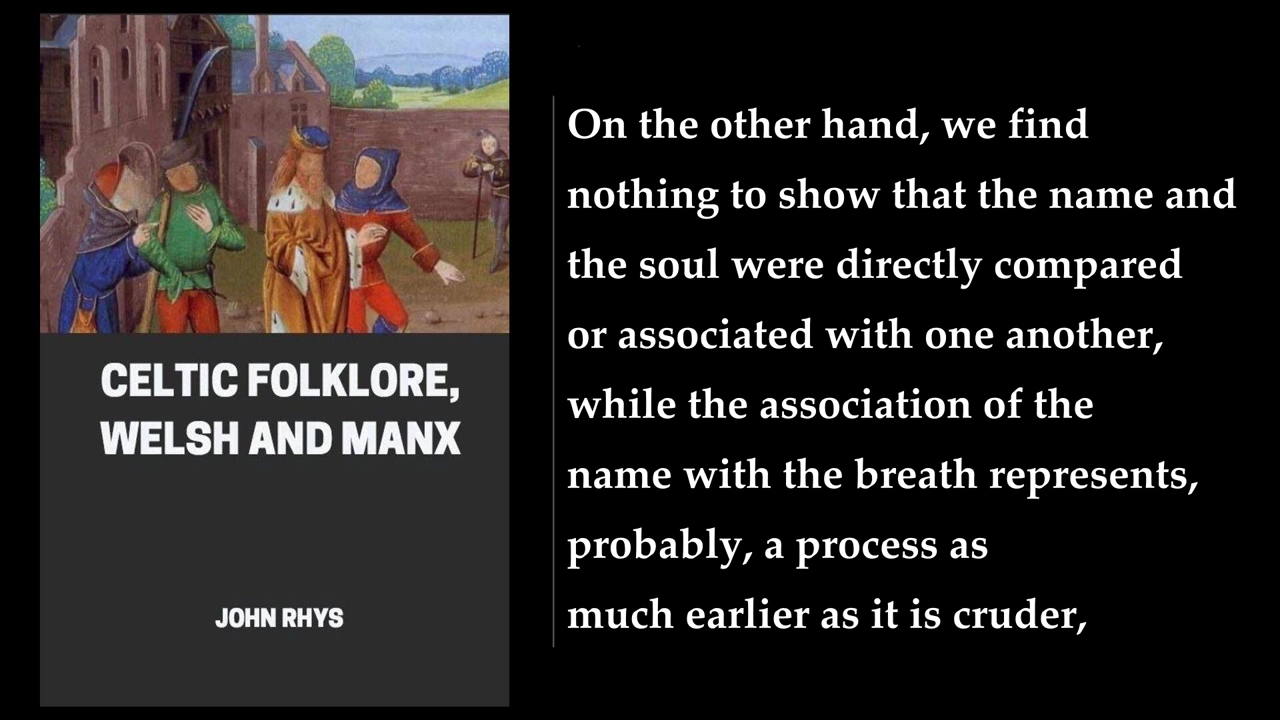 CELTIC FOLKLORE,
WELSH AND MANX
JOHN RHYS
On the other hand, we find
nothing to show that the name and
the soul were directly compared
or associated with one another,
while the association of the
name with the breath represents,
probably, a process as
much earlier as it is cruder,